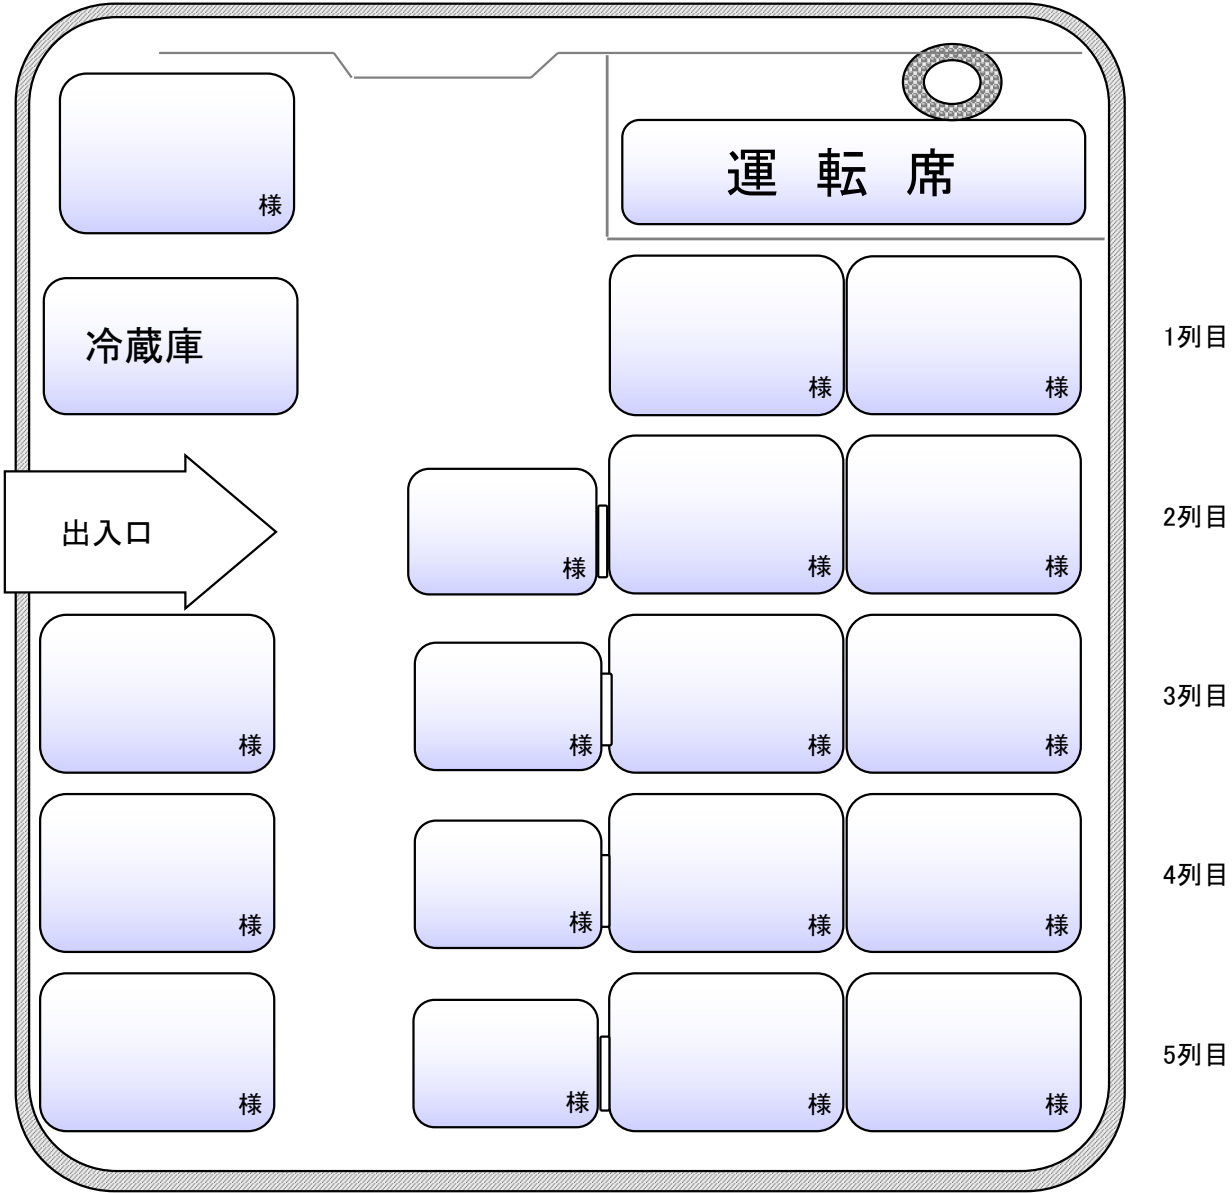 運 転 席
様
冷蔵庫
様 様 1列目
出入口
様 様 様 2列目
様 様 様 様 3列目
様 様 様 様 4列目
様 様 様 様 5列目